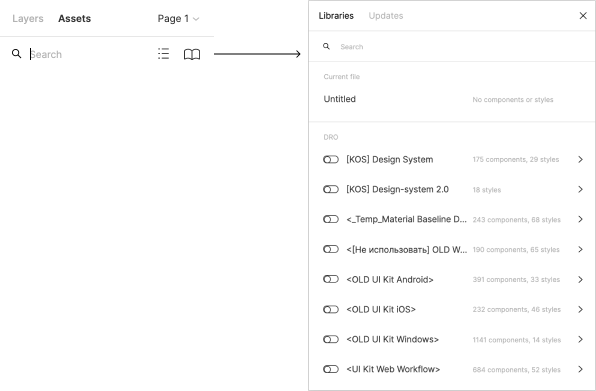 Layers Assets Page 1
Search
Libraries Updates
Search
Current file
Untitled No components or styles
DRO
[KOS] Design System 175 components, 29 styles
[KOS] Design-system 2.0 18 styles
<_Temp_Material Baseline D... 243 components, 68 styles
<[Не использовать] OLD W... 190 components, 65 styles
<OLD UI Kit Android> 391 components, 33 styles
<OLD UI Kit iOS> 232 components, 46 styles
<OLD UI Kit Windows> 1141 components, 14 styles
<UI Kit Web Workflow> 684 components, 52 styles